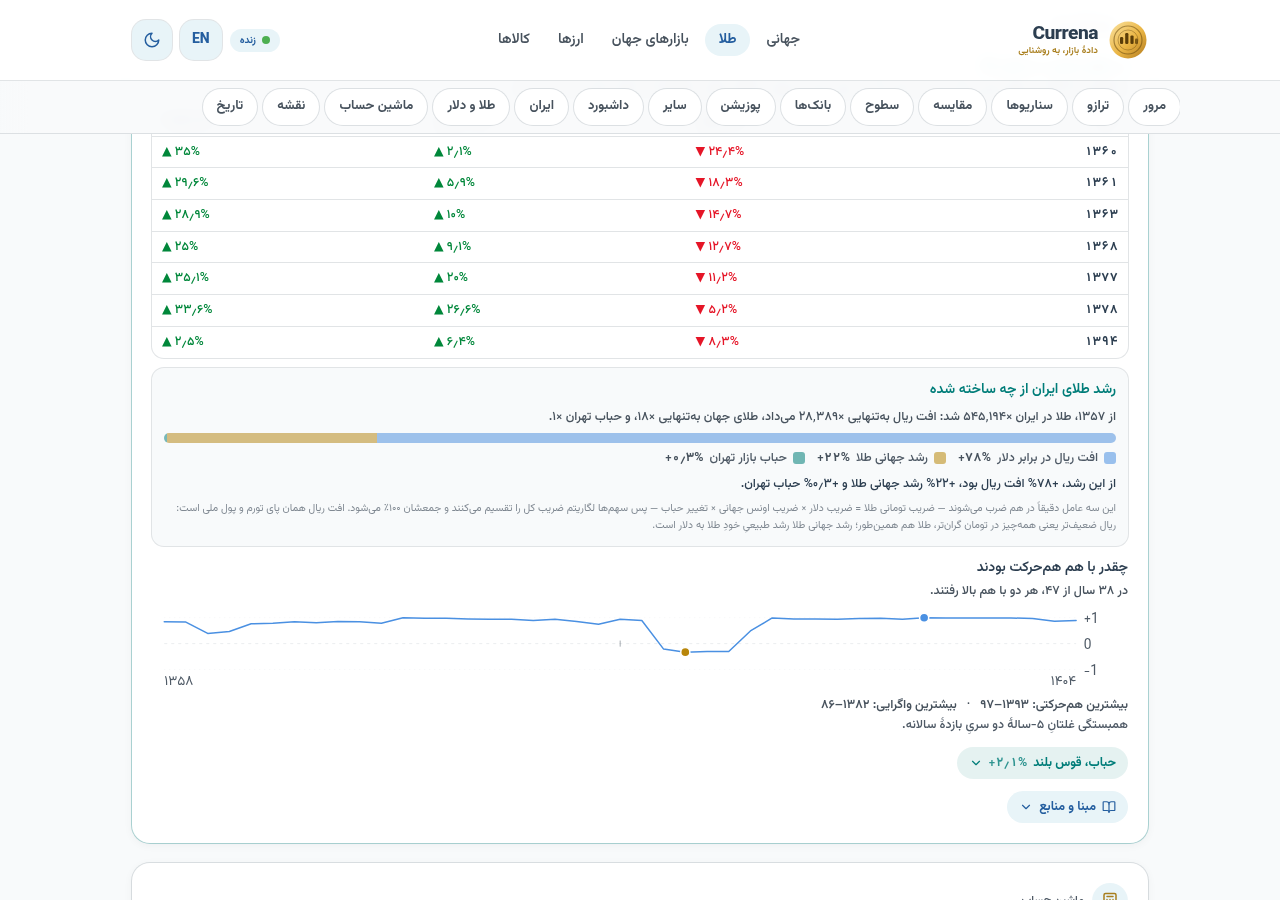 Currena
دادهٔ بازار، به روشنایی
جهانی
طلا
بازارهای جهان
ارزها
کالاها
زنده
EN
مرور
ترازو
سناریوها
مقایسه
سطوح
بانک‌ها
پوزیشن
سایر
داشبورد
ایران
طلا و دلار
ماشین حساب
نقشه
تاریخ
۱۳۶۰ ▼ ۲۴٫۴% ▲ ۲٫۱% ▲ ۳۵%
۱۳۶۱ ▼ ۱۸٫۳% ▲ ۵٫۹% ▲ ۲۹٫۶%
۱۳۶۳ ▼ ۱۴٫۷% ▲ ۱۰% ▲ ۲۸٫۹%
۱۳۶۸ ▼ ۱۲٫۷% ▲ ۹٫۱% ▲ ۲۵%
۱۳۷۷ ▼ ۱۱٫۲% ▲ ۲۰% ▲ ۳۵٫۱%
۱۳۷۸ ▼ ۵٫۲% ▲ ۲۶٫۶% ▲ ۳۳٫۶%
۱۳۹۴ ▼ ۸٫۳% ▲ ۶٫۴% ▲ ۲٫۵%
رشد طلای ایران از چه ساخته شده
از ۱۳۵۷، طلا در ایران ×۵۴۵,۱۹۴ شد: افت ریال به‌تنهایی ×۲۸,۳۸۹ می‌داد، طلای جهان به‌تنهایی ×۱۸، و حباب تهران ×۱.
افت ریال در برابر دلار +۷۸%
رشد جهانی طلا +۲۲%
حباب بازار تهران +۰٫۳%
از این رشد، +۷۸% افت ریال بود، +۲۲% رشد جهانی طلا و +۰٫۳% حباب تهران.
این سه عامل دقیقاً در هم ضرب می‌شوند — ضریب تومانی طلا = ضریب دلار × ضریب اونس جهانی × تغییر حباب — پس سهم‌ها لگاریتم ضریب کل را تقسیم می‌کنند و جمعشان ۱۰۰٪ می‌شود. افت ریال همان پای تورم و پول ملی است:
ریال ضعیف‌تر یعنی همه‌چیز در تومان گران‌تر، طلا هم همین‌طور؛ رشد جهانی طلا رشد طبیعیِ خودِ طلا به دلار است.
چقدر با هم هم‌حرکت بودند
در ۳۸ سال از ۴۷، هر دو با هم بالا رفتند.
+1
0
-1
۱۳۵۸
۱۴۰۴
بیشترین هم‌حرکتی: ۱۳۹۳–۹۷ · بیشترین واگرایی: ۱۳۸۲–۸۶
همبستگی غلتانِ ۵-سالهٔ دو سریِ بازدهٔ سالانه.
حباب، قوس بلند +۲٫۱%
مبنا و منابع